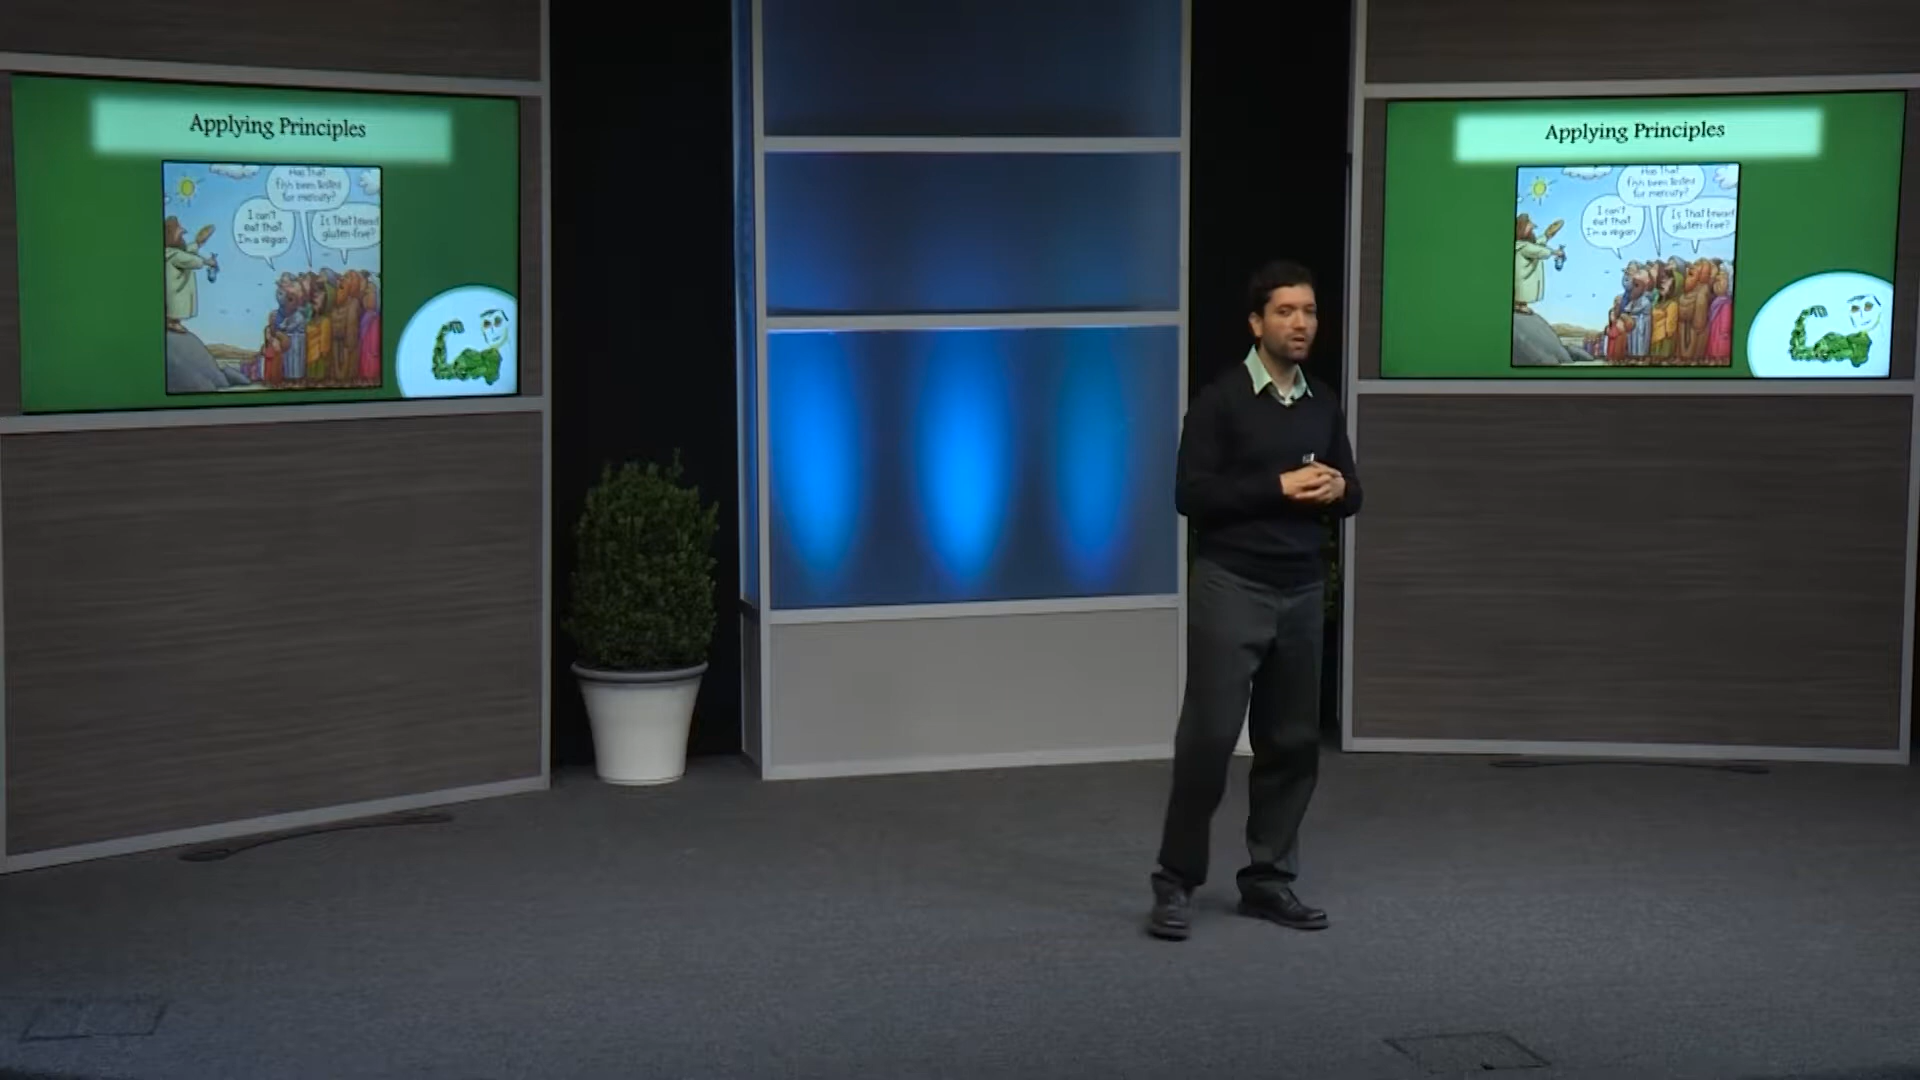 Applying Principles
Has that
fish been tested
for mercury?
I can't
eat that
I'm a vegan
Is that bread
gluten-free?
Applying Principles
Has that
fish been tested
for mercury?
I can't
eat that
I'm a vegan
Is that bread
gluten-free?